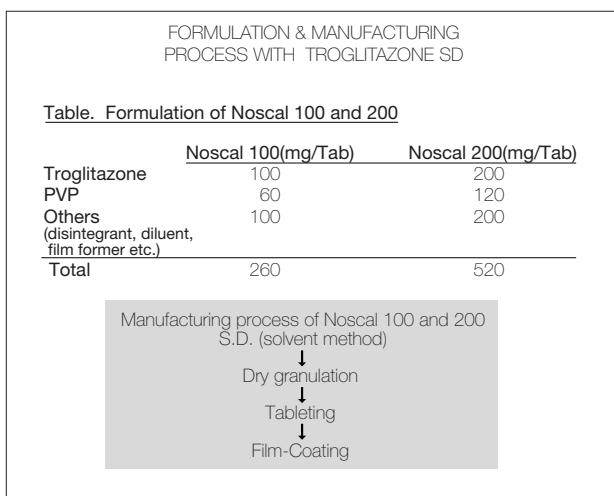 FORMULATION & MANUFACTURING
PROCESS WITH TROGLITAZONE SD
Table. Formulation of Noscal 100 and 200
Noscal 100(mg/Tab) Noscal 200(mg/Tab)
Troglitazone 100 200
PVP 60 120
Others 100 200
(disintegrant, diluent,
film former etc.)
Total 260 520
Manufacturing process of Noscal 100 and 200
S.D. (solvent method)
↓
Dry granulation
↓
Tableting
↓
Film-Coating